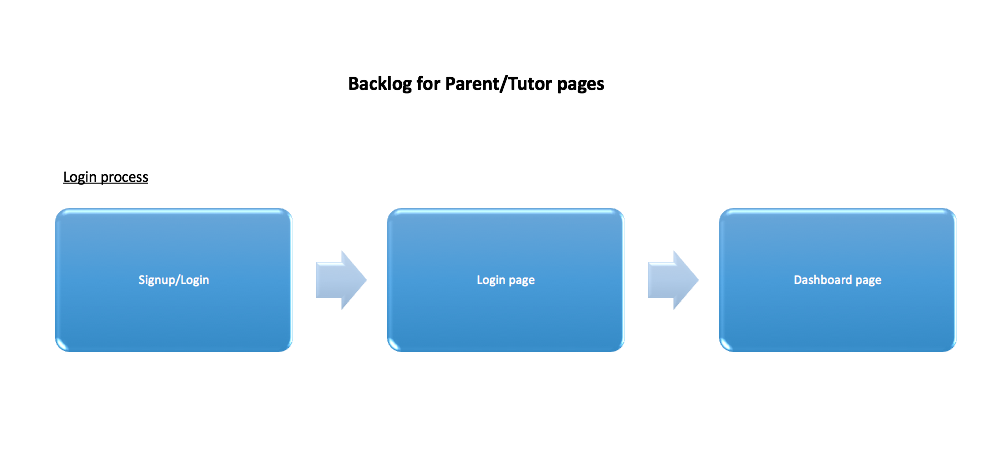 Backlog for Parent/Tutor pages
Login process
Signup/Login
Login page
Dashboard page